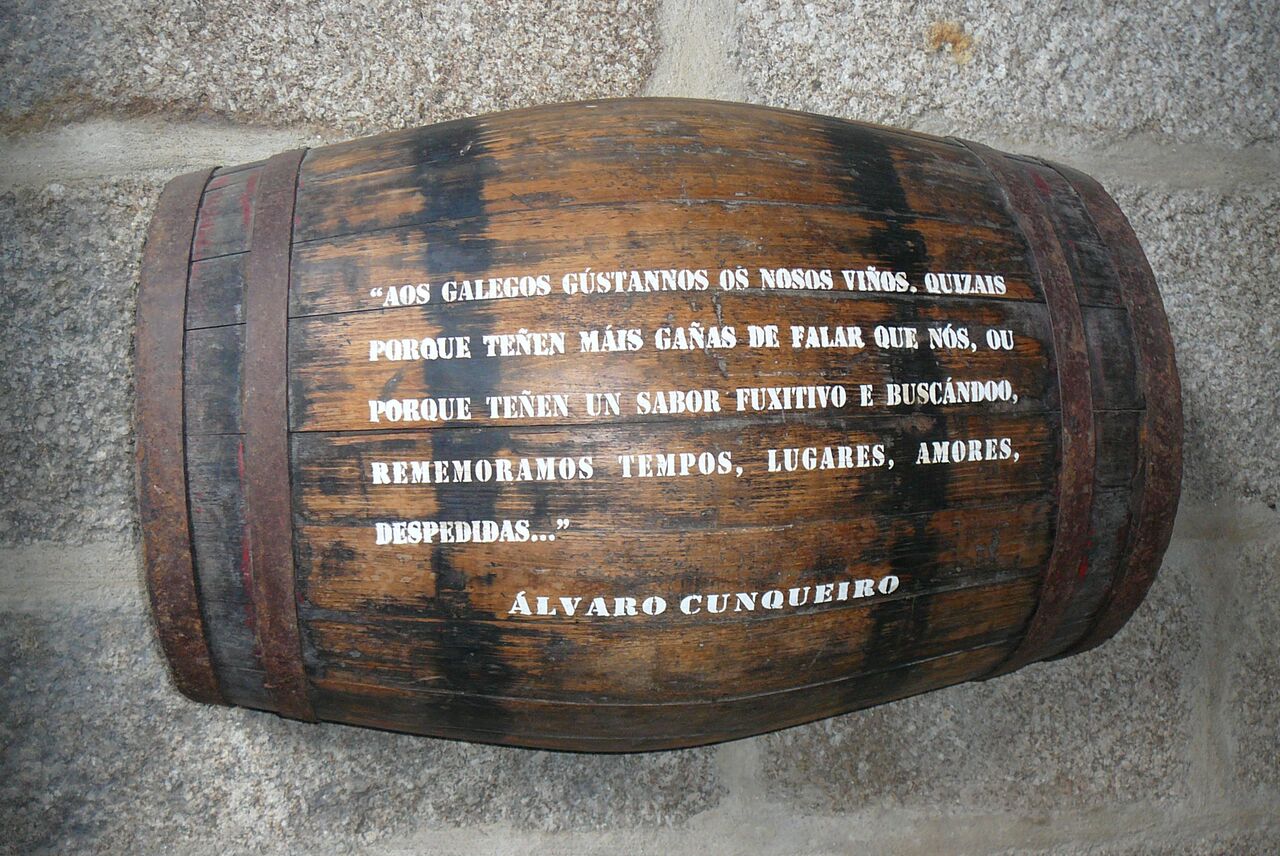 “AOS GALEGOS GÚSTANNOS OS NOSOS VIÑOS. QUIZAIS
PORQUE TEÑEN MÁIS GAÑAS DE FALAR QUE NÓS, OU
PORQUE TEÑEN UN SABOR FUXITIVO E BUSCÁNDOO,
REMEMORAMOS TEMPOS, LUGARES, AMORES,
DESPEDIDAS...”
ÁLVARO CUNQUEIRO